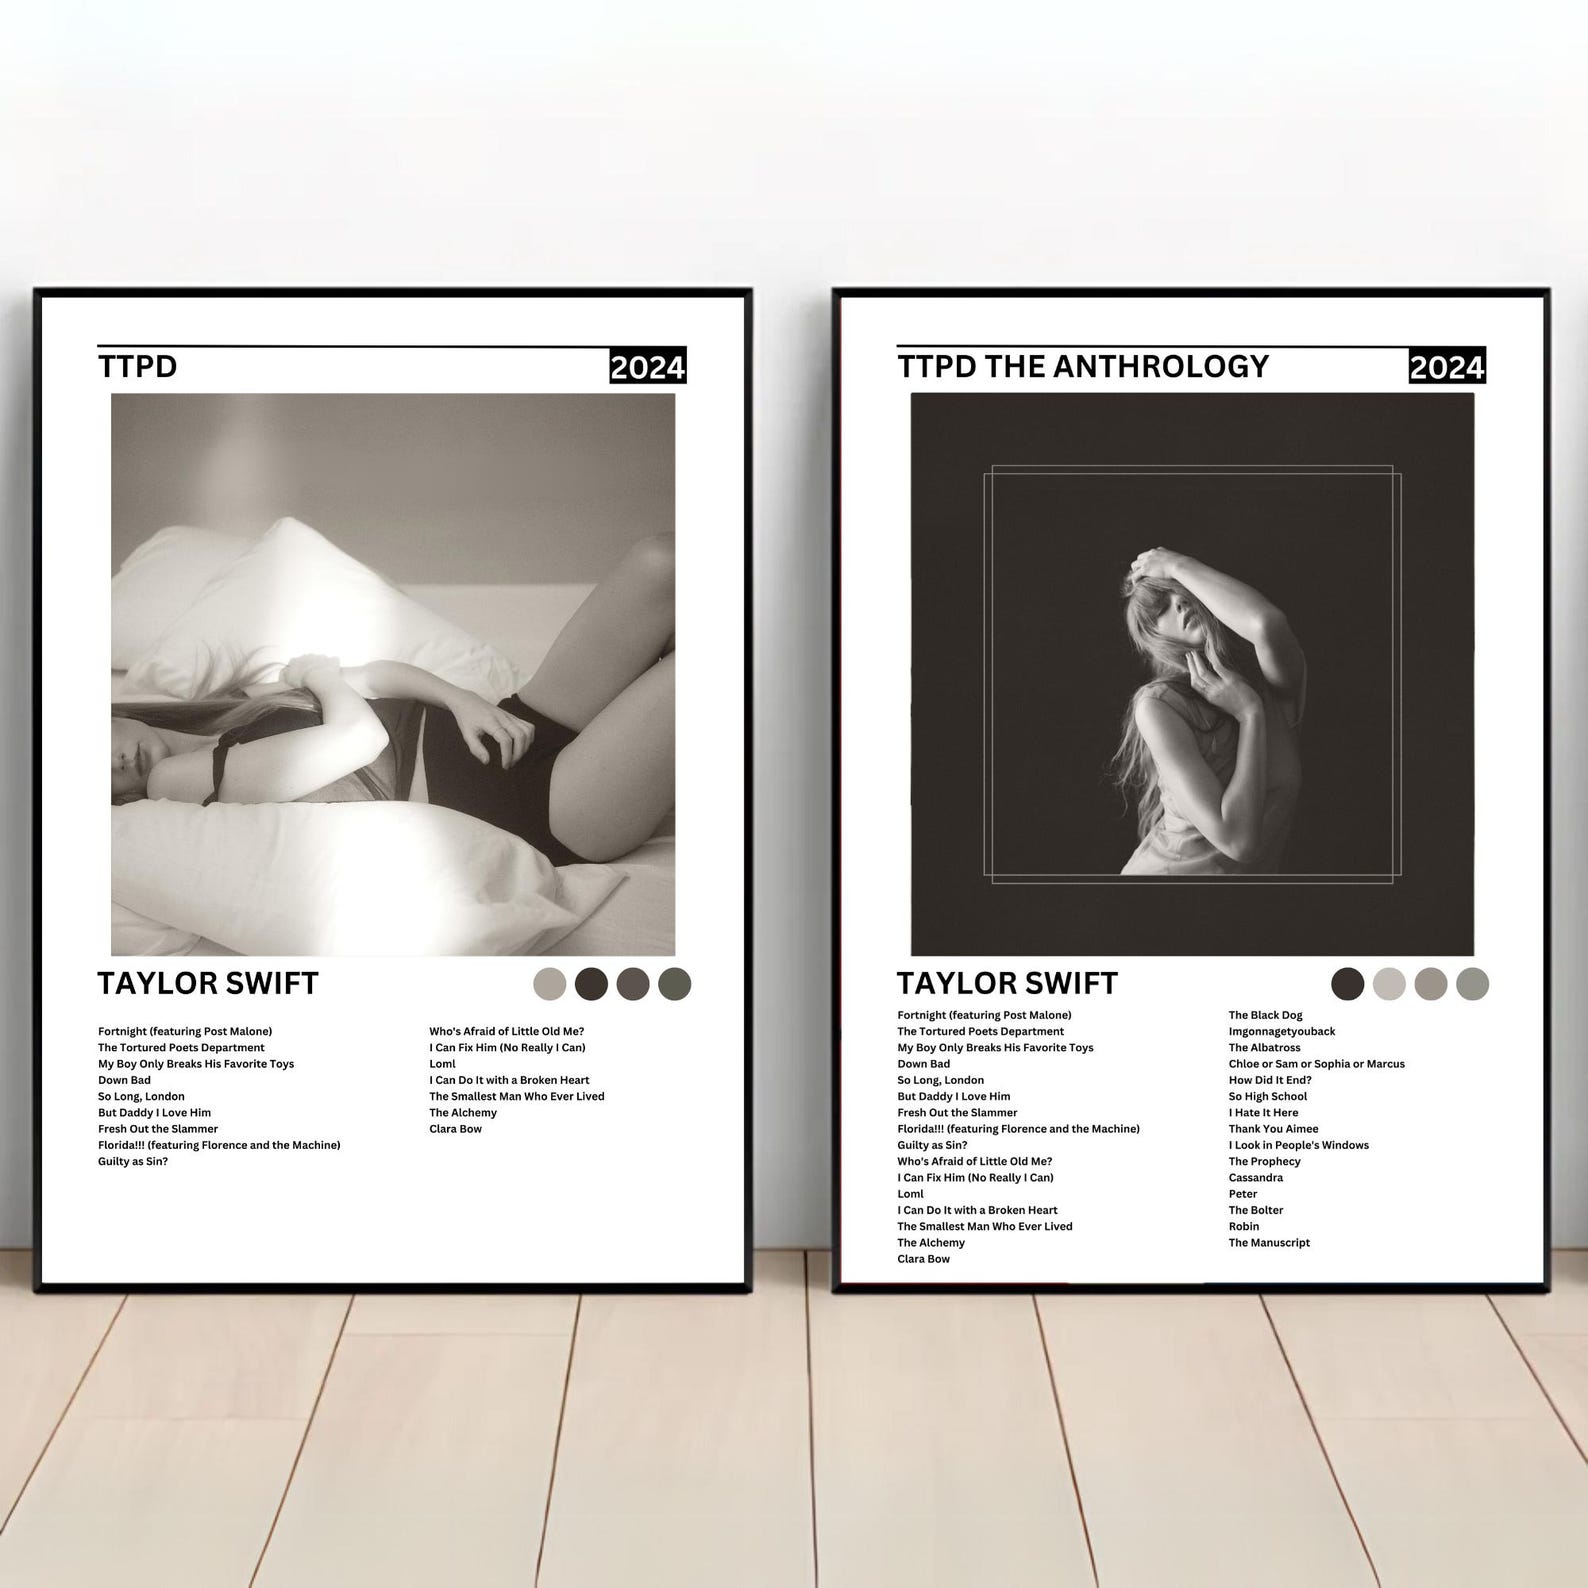 TTPD
2024
TAYLOR SWIFT
Fortnight (featuring Post Malone)
The Tortured Poets Department
My Boy Only Breaks His Favorite Toys
Down Bad
So Long, London
But Daddy I Love Him
Fresh Out the Slammer
Florida!!! (featuring Florence and the Machine)
Guilty as Sin?
Who's Afraid of Little Old Me?
I Can Fix Him (No Really I Can)
Loml
I Can Do It with a Broken Heart
The Smallest Man Who Ever Lived
The Alchemy
Clara Bow
TTPD THE ANTHROLOGY
2024
TAYLOR SWIFT
Fortnight (featuring Post Malone)
The Tortured Poets Department
My Boy Only Breaks His Favorite Toys
Down Bad
So Long, London
But Daddy I Love Him
Fresh Out the Slammer
Florida!!! (featuring Florence and the Machine)
Guilty as Sin?
Who's Afraid of Little Old Me?
I Can Fix Him (No Really I Can)
Loml
I Can Do It with a Broken Heart
The Smallest Man Who Ever Lived
The Alchemy
Clara Bow
The Black Dog
Imgonnagetyouback
The Albatross
Chloe or Sam or Sophia or Marcus
How Did It End?
So High School
I Hate It Here
Thank You Aimee
I Look in People's Windows
The Prophecy
Cassandra
Peter
The Bolter
Robin
The Manuscript